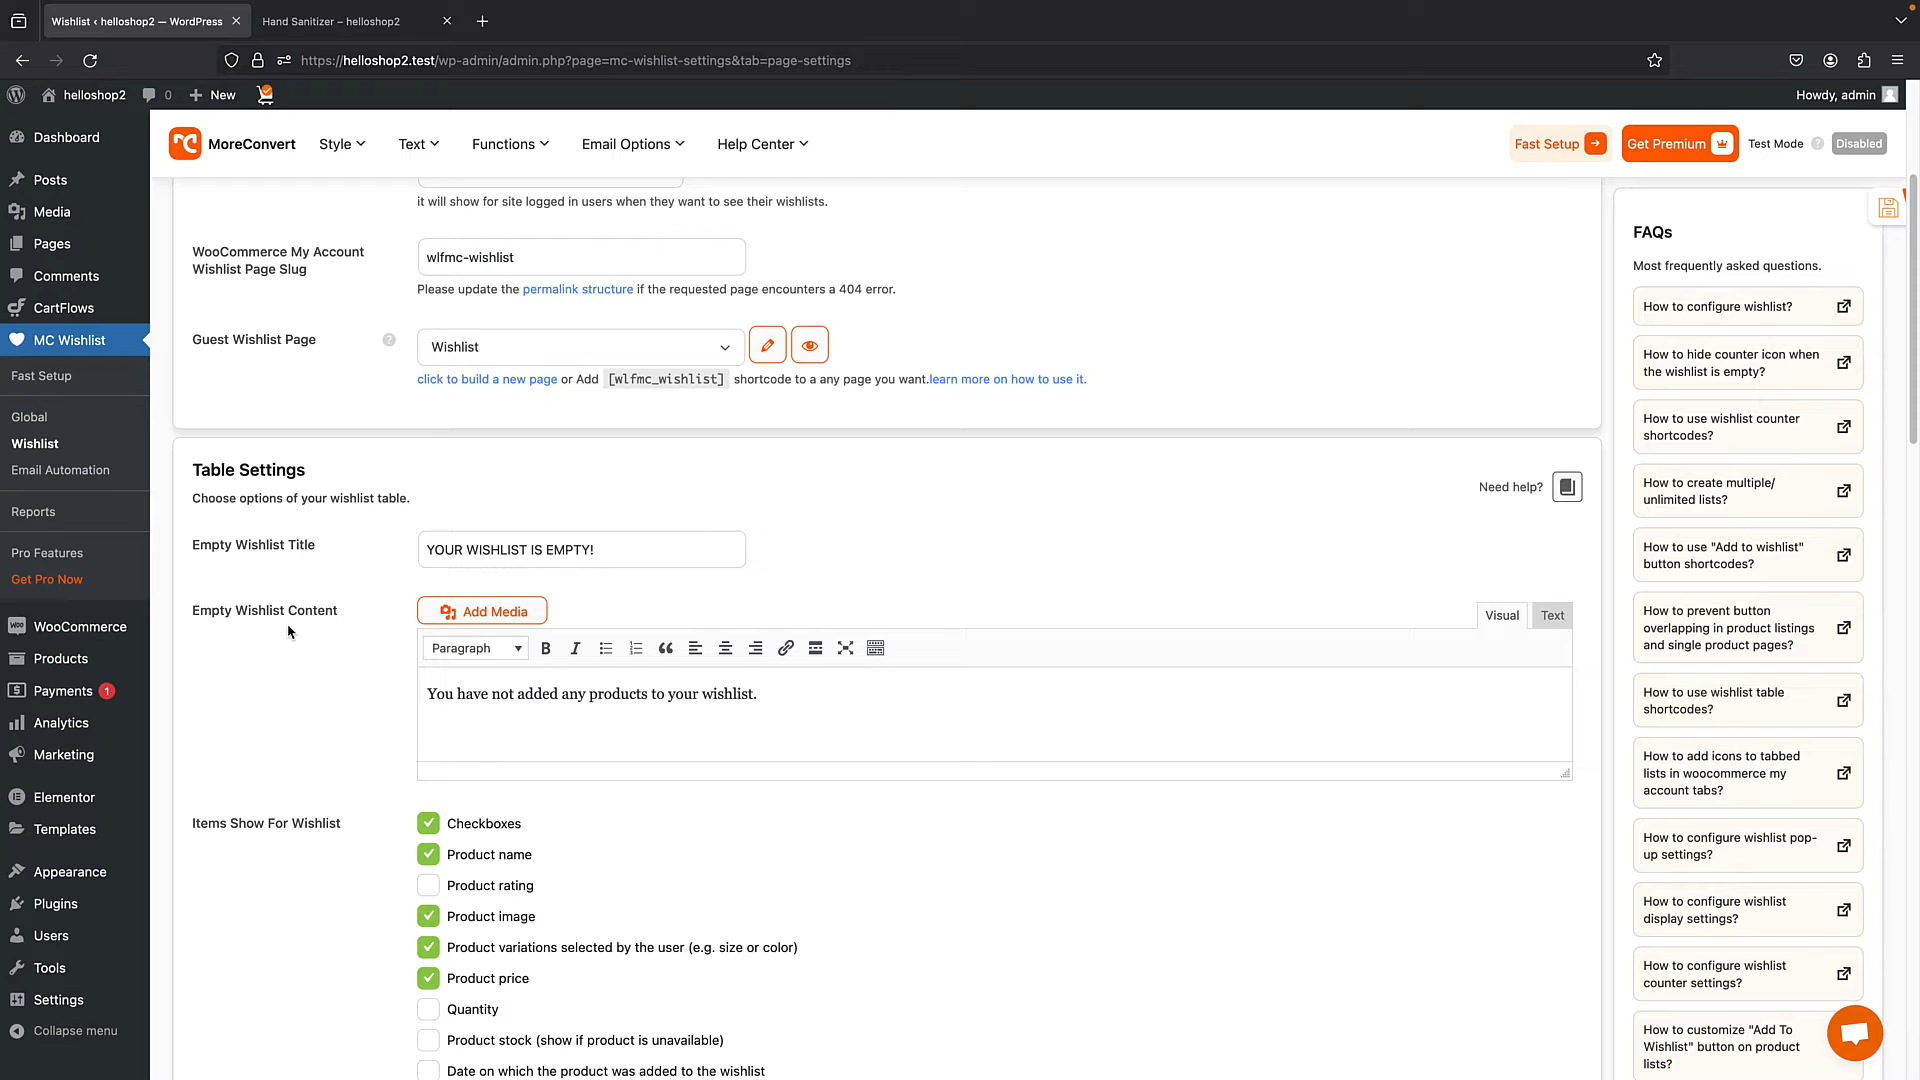 Wishlist ‹ helloshop2 — WordPress
Hand Sanitizer – helloshop2
https://helloshop2.test/wp-admin/admin.php?page=mc-wishlist-settings&tab=page-settings
helloshop2
0
New
Howdy, admin
Dashboard
Posts
Media
Pages
Comments
CartFlows
MC Wishlist
Fast Setup
Global
Wishlist
Email Automation
Reports
Pro Features
Get Pro Now
WooCommerce
Products
Payments 1
Analytics
Marketing
Elementor
Templates
Appearance
Plugins
Users
Tools
Settings
Collapse menu
MoreConvert
Style
Text
Functions
Email Options
Help Center
Fast Setup
Get Premium
Test Mode
?
Disabled
it will show for site logged in users when they want to see their wishlists.
WooCommerce My Account
Wishlist Page Slug
wlfmc-wishlist
Please update the permalink structure if the requested page encounters a 404 error.
Guest Wishlist Page
?
Wishlist
click to build a new page or Add [wlfmc_wishlist] shortcode to a any page you want.learn more on how to use it.
Table Settings
Choose options of your wishlist table.
Need help?
Empty Wishlist Title
YOUR WISHLIST IS EMPTY!
Empty Wishlist Content
Add Media
Visual
Text
Paragraph
B
I
You have not added any products to your wishlist.
Items Show For Wishlist
Checkboxes
Product name
Product rating
Product image
Product variations selected by the user (e.g. size or color)
Product price
Quantity
Product stock (show if product is unavailable)
Date on which the product was added to the wishlist
FAQs
Most frequently asked questions.
How to configure wishlist?
How to hide counter icon when
the wishlist is empty?
How to use wishlist counter
shortcodes?
How to create multiple/
unlimited lists?
How to use "Add to wishlist"
button shortcodes?
How to prevent button
overlapping in product listings
and single product pages?
How to use wishlist table
shortcodes?
How to add icons to tabbed
lists in woocommerce my
account tabs?
How to configure wishlist pop-
up settings?
How to configure wishlist
display settings?
How to configure wishlist
counter settings?
How to customize "Add To
Wishlist" button on product
lists?